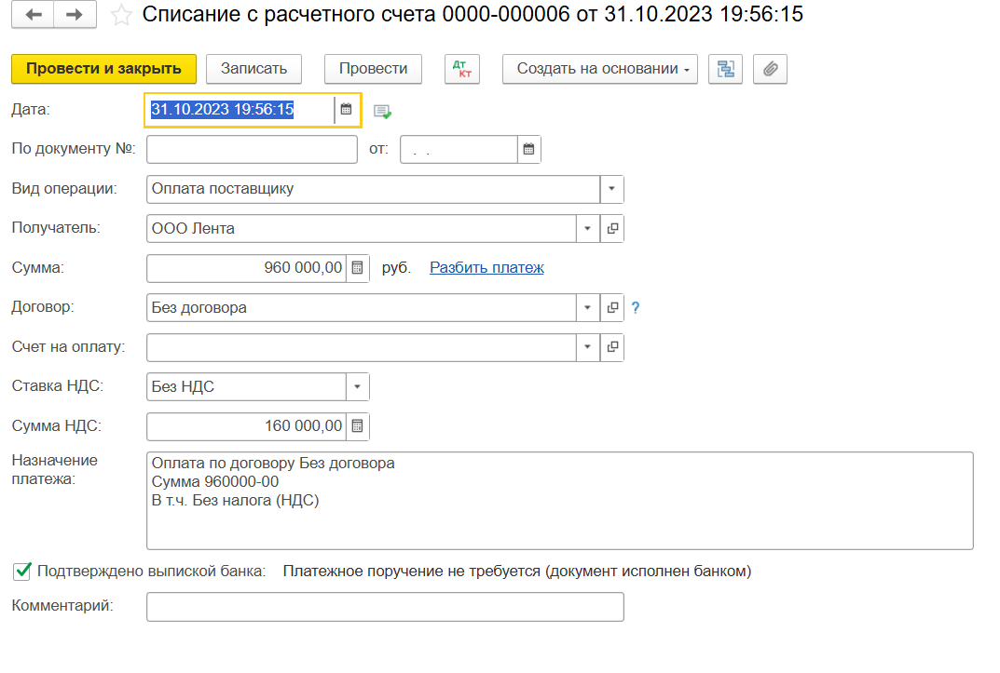 Списание с расчетного счета 0000-000006 от 31.10.2023 19:56:15
Провести и закрыть Записать Провести Дт Кт Создать на основании
Дата: 31.10.2023 19:56:15
По документу №: от: . .
Вид операции: Оплата поставщику
Получатель: ООО Лента
Сумма: 960 000,00 руб. Разбить платеж
Договор: Без договора ?
Счет на оплату:
Ставка НДС: Без НДС
Сумма НДС: 160 000,00
Назначение платежа:
Оплата по договору Без договора
Сумма 960000-00
В т.ч. Без налога (НДС)
Подтверждено выпиской банка: Платежное поручение не требуется (документ исполнен банком)
Комментарий: